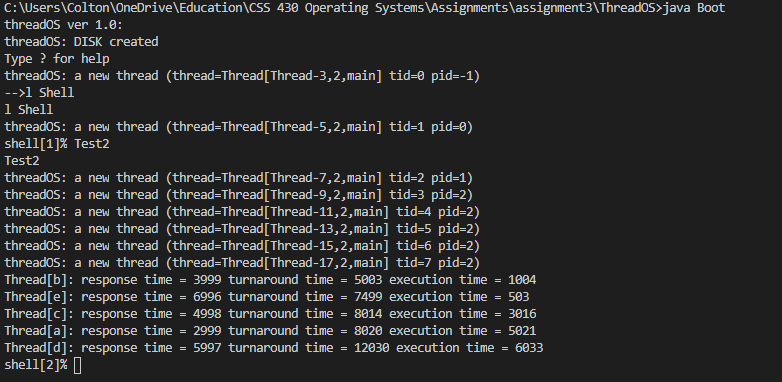 C:\Users\Colton\OneDrive\Education\CSS 430 Operating Systems\Assignments\assignment3\ThreadOS>java Boot
threadOS ver 1.0:
threadOS: DISK created
Type ? for help
threadOS: a new thread (thread=Thread[Thread-3,2,main] tid=0 pid=-1)
-->l Shell
l Shell
threadOS: a new thread (thread=Thread[Thread-5,2,main] tid=1 pid=0)
shell[1]% Test2
Test2
threadOS: a new thread (thread=Thread[Thread-7,2,main] tid=2 pid=1)
threadOS: a new thread (thread=Thread[Thread-9,2,main] tid=3 pid=2)
threadOS: a new thread (thread=Thread[Thread-11,2,main] tid=4 pid=2)
threadOS: a new thread (thread=Thread[Thread-13,2,main] tid=5 pid=2)
threadOS: a new thread (thread=Thread[Thread-15,2,main] tid=6 pid=2)
threadOS: a new thread (thread=Thread[Thread-17,2,main] tid=7 pid=2)
Thread[b]: response time = 3999 turnaround time = 5003 execution time = 1004
Thread[e]: response time = 6996 turnaround time = 7499 execution time = 503
Thread[c]: response time = 4998 turnaround time = 8014 execution time = 3016
Thread[a]: response time = 2999 turnaround time = 8020 execution time = 5021
Thread[d]: response time = 5997 turnaround time = 12030 execution time = 6033
shell[2]%